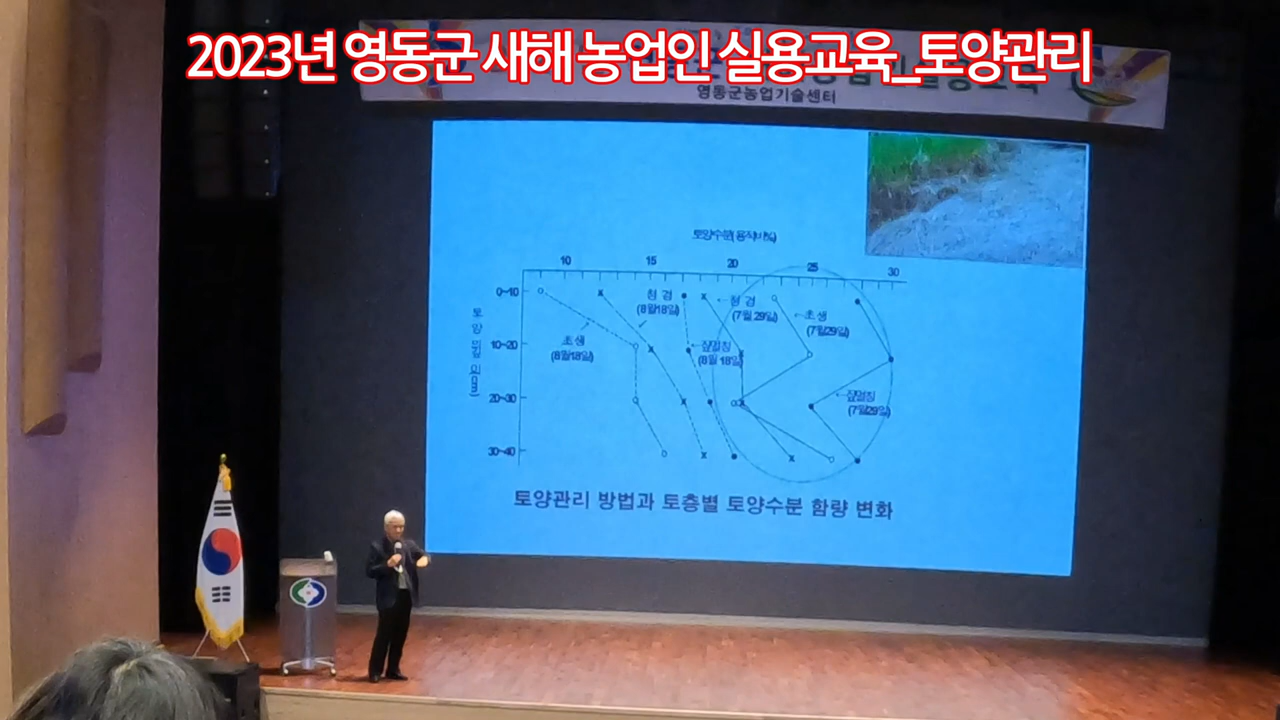 2023년 영동군 새해 농업인 실용교육_토양관리
영동군농업기술센터
토양수분(용적비%)
10 15 20 25 30
0~10
10~20
20~30
30~40
토양 깊이(cm)
청경
(8월18일)
청경
(7월29일)
초생
(7월29일)
초생
(8월18일)
짚멀칭
(8월18일)
짚멀칭
(7월29일)
토양관리 방법과 토층별 토양수분 함량 변화